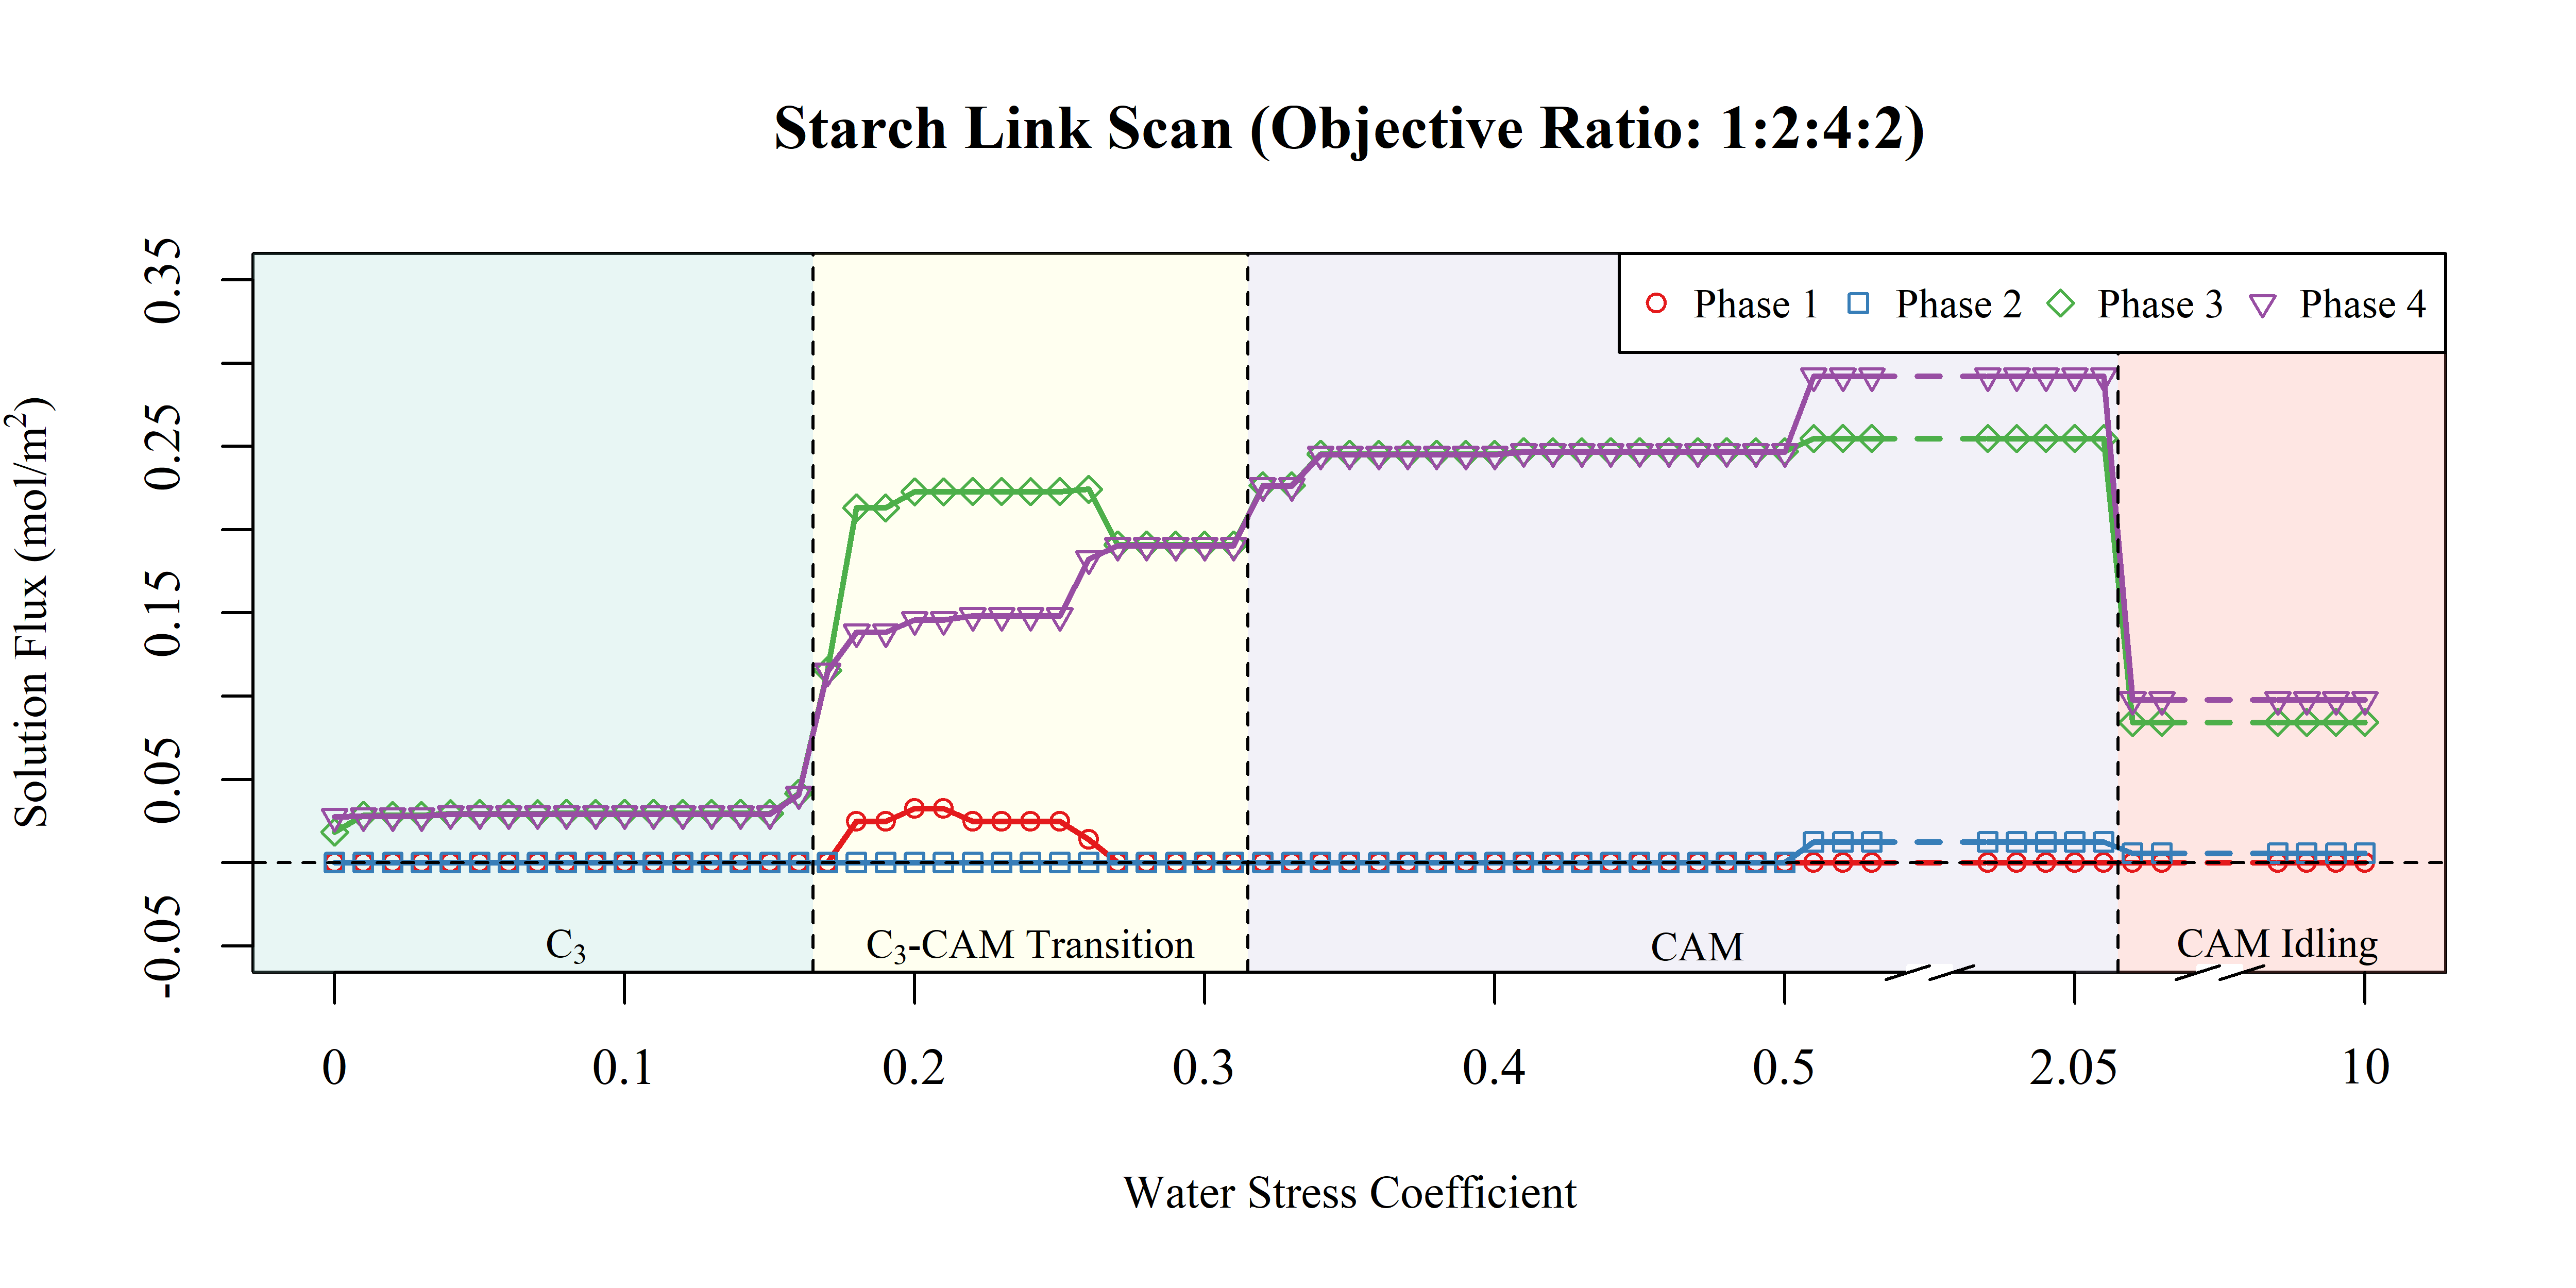 Starch Link Scan (Objective Ratio: 1:2:4:2)
Phase 1 Phase 2 Phase 3 Phase 4
Solution Flux (mol/m²)
0.35
0.25
0.15
0.05
-0.05
C₃ C₃-CAM Transition CAM CAM Idling
0 0.1 0.2 0.3 0.4 0.5 2.05 10
Water Stress Coefficient